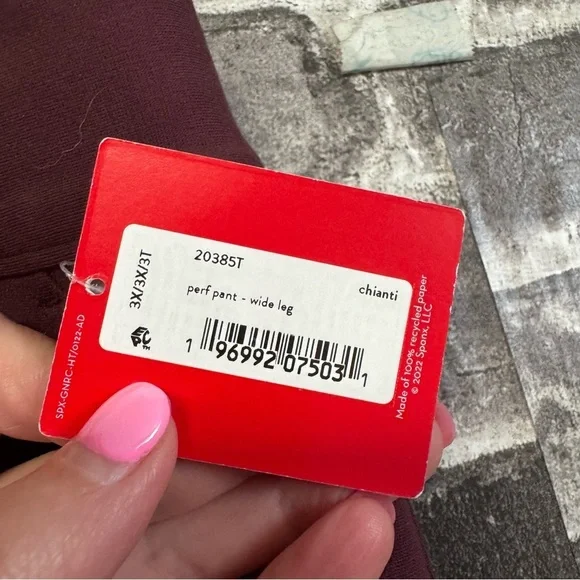 20385T
chianti
perf pant - wide leg
3X/3X/3T
1 96992 07503 1
Made of 100% recycled paper
© 2022 Spanx, LLC
SPX-GNRC-HT/0122-AD